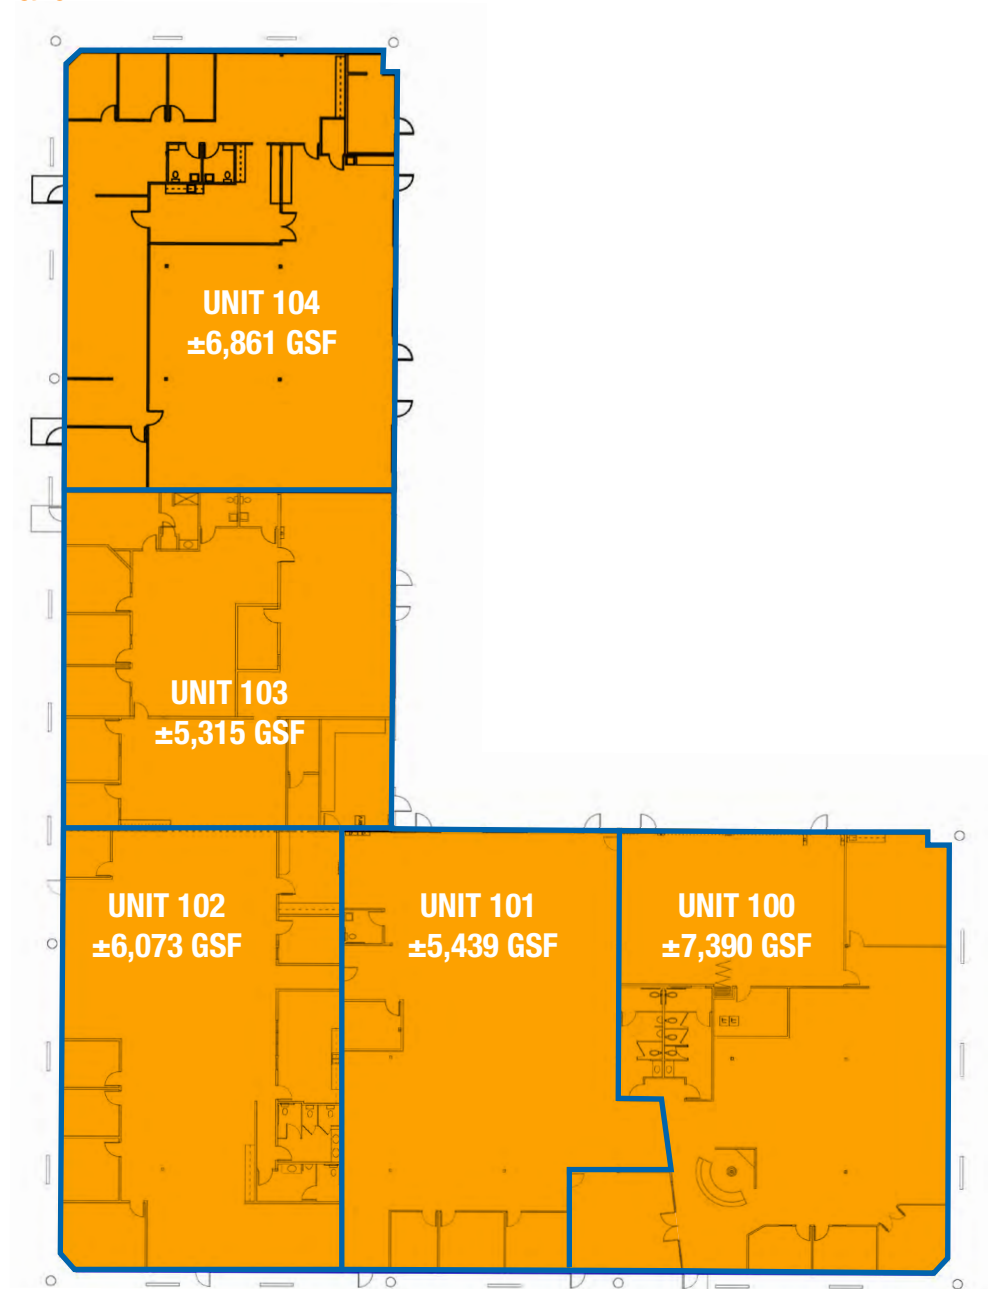 UNIT 104
±6,861 GSF
UNIT 103
±5,315 GSF
UNIT 102
±6,073 GSF
UNIT 101
±5,439 GSF
UNIT 100
±7,390 GSF